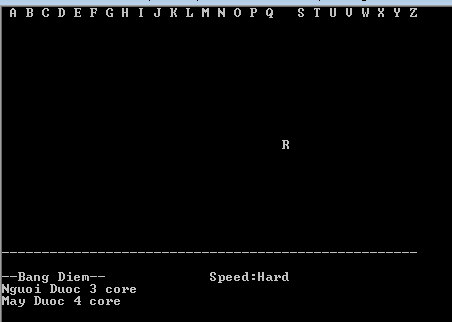 A B C D E F G H I J K L M N O P Q S T U V W X Y Z
R
--Bang Diem-- Speed:Hard
Nguoi Duoc 3 core
May Duoc 4 core